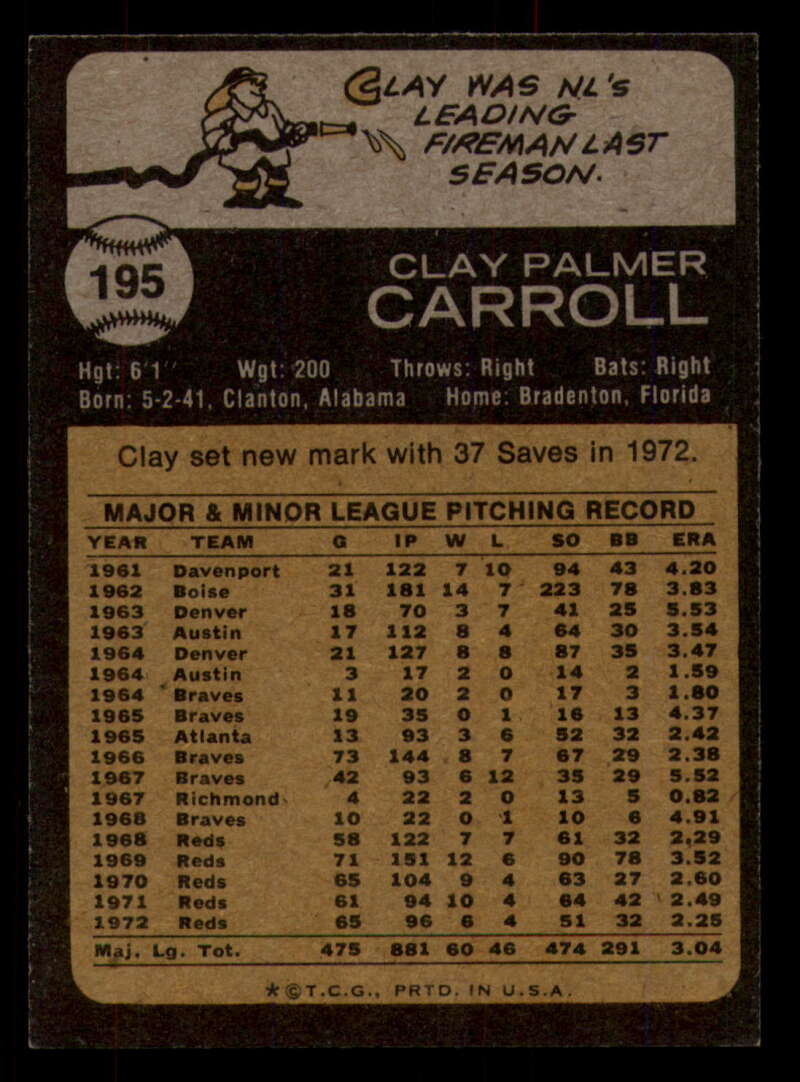 CLAY WAS NL's
LEADING
FIREMAN LAST
SEASON.
195
CLAY PALMER
CARROLL
Hgt: 6'1" Wgt: 200 Throws: Right Bats: Right
Born: 5-2-41, Clanton, Alabama Home: Bradenton, Florida
Clay set new mark with 37 Saves in 1972.
MAJOR & MINOR LEAGUE PITCHING RECORD
YEAR TEAM G IP W L SO BB ERA
1961 Davenport 21 122 7 10 94 43 4.20
1962 Boise 31 181 14 7 223 78 3.83
1963 Denver 18 70 3 7 41 25 5.53
1963 Austin 17 112 8 4 64 30 3.54
1964 Denver 21 127 8 8 87 35 3.47
1964 Austin 3 17 2 0 14 2 1.59
1964 Braves 11 20 2 0 17 3 1.80
1965 Braves 19 35 0 1 16 13 4.37
1965 Atlanta 13 93 3 6 52 32 2.42
1966 Braves 73 144 8 7 67 29 2.38
1967 Braves 42 93 6 12 35 29 5.52
1967 Richmond 4 22 2 0 13 5 0.82
1968 Braves 10 22 0 1 10 6 4.91
1968 Reds 58 122 7 7 61 32 2.29
1969 Reds 71 151 12 6 90 78 3.52
1970 Reds 65 104 9 4 63 27 2.60
1971 Reds 61 94 10 4 64 42 2.49
1972 Reds 65 96 6 4 51 32 2.25
Maj. Lg. Tot. 475 881 60 46 474 291 3.04
*©T.C.G., PRTD. IN U.S.A.